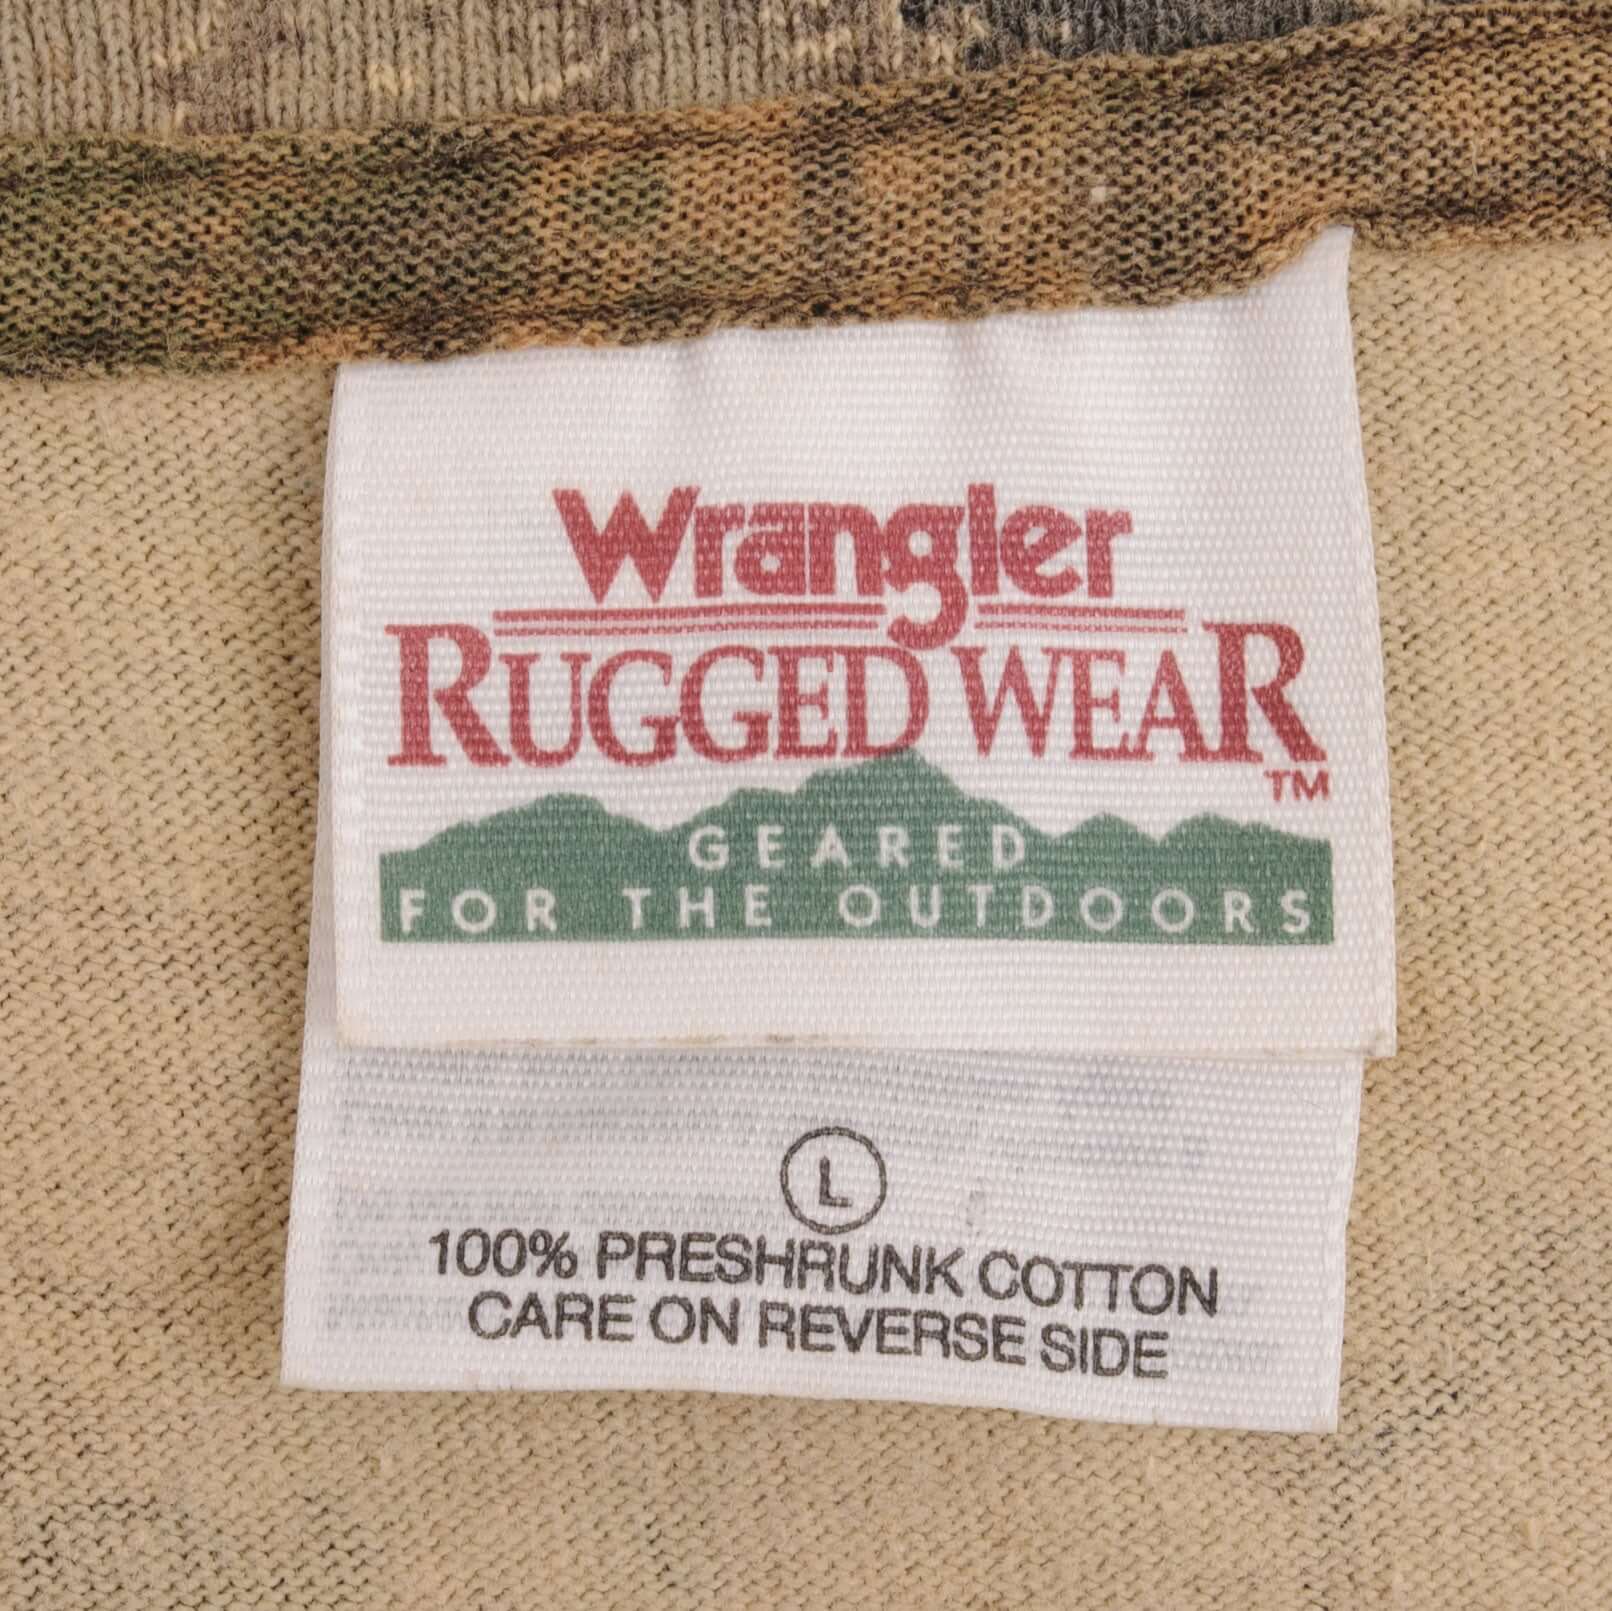 Wrangler
RUGGED WEAR
TM
GEARED
FOR THE OUTDOORS
L
100% PRESHRUNK COTTON
CARE ON REVERSE SIDE